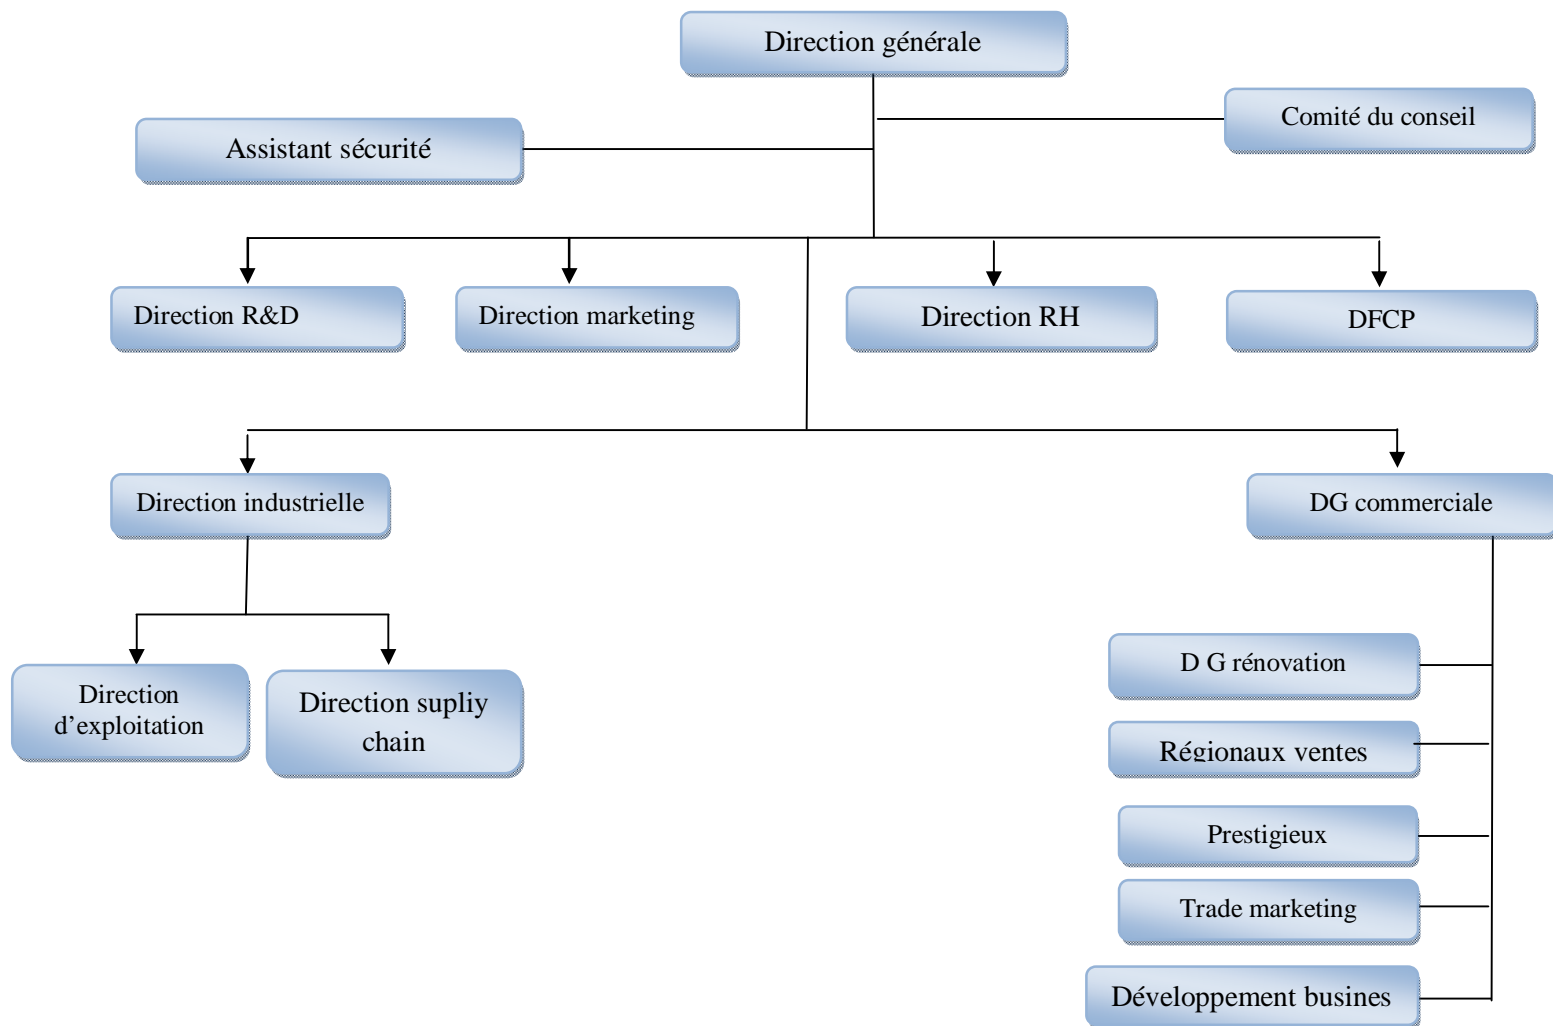 Direction générale
Comité du conseil
Assistant sécurité
Direction R&D
Direction marketing
Direction RH
DFCP
Direction industrielle
DG commerciale
D G rénovation
Direction
d’exploitation
Direction supliy
chain
Régionaux ventes
Prestigieux
Trade marketing
Développement busines